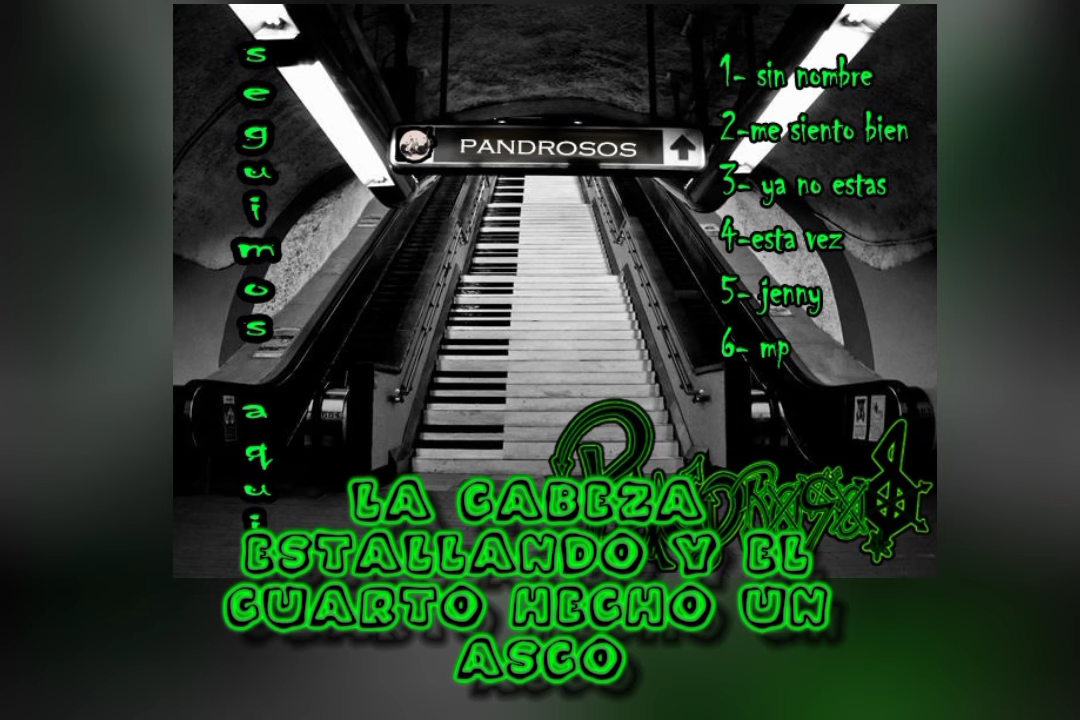 seguimos aqui
PANDROSOS
1- sin nombre
2-me siento bien
3- ya no estas
4-esta vez
5- jenny
6- mp
LA CABEZA
ESTALLANDO Y EL
CUARTO HECHO UN
ASCO